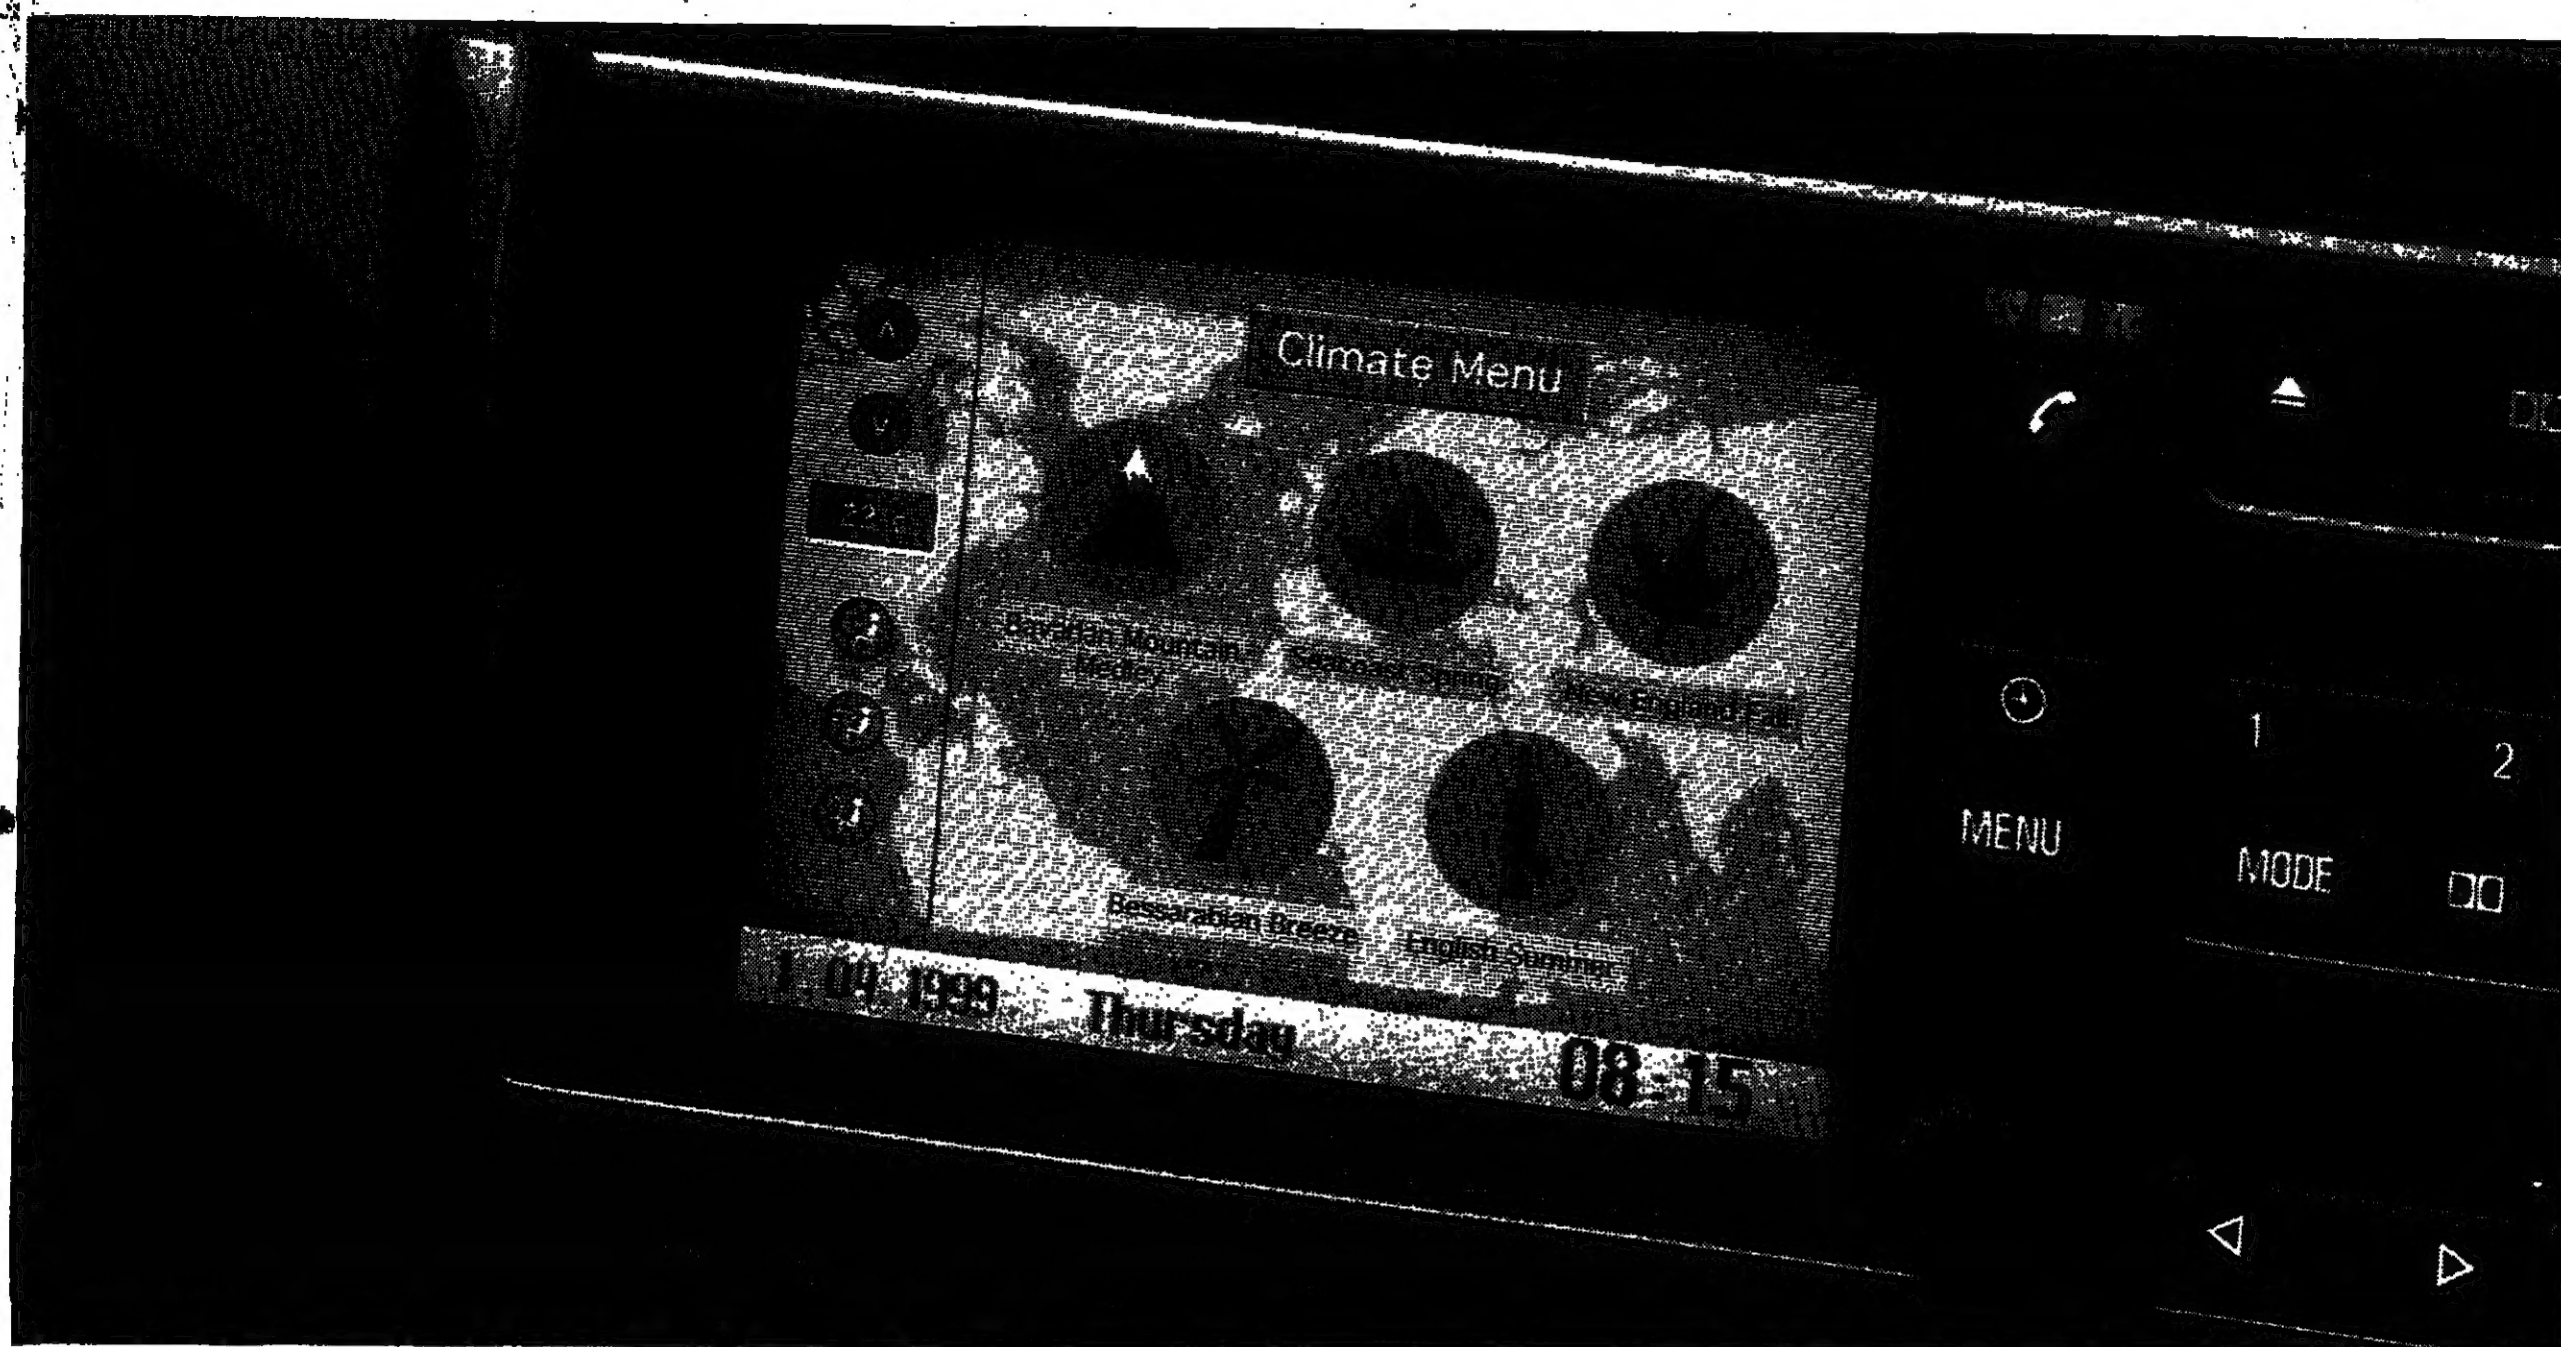 Climate Menu
Bavarian Mountain
Medley
Seacoast Spring
New England Fall
Bessarabian Breeze
English Summer
1.04.1999
Thursday
08:15
MENU
1
2
MODE